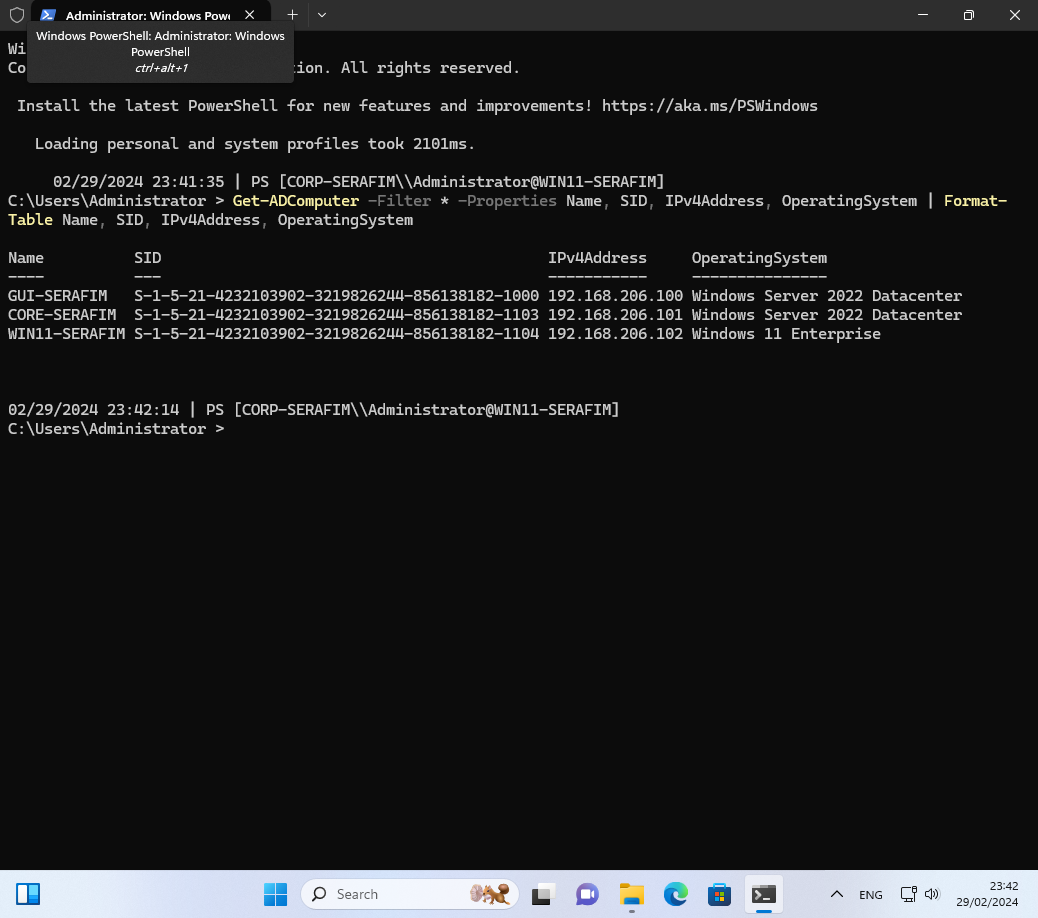 Administrator: Windows Powe
Windows PowerShell: Administrator: Windows
PowerShell
ctrl+alt+1
Wi
Co ion. All rights reserved.
Install the latest PowerShell for new features and improvements! https://aka.ms/PSWindows
Loading personal and system profiles took 2101ms.
02/29/2024 23:41:35 | PS [CORP-SERAFIM\\Administrator@WIN11-SERAFIM]
C:\Users\Administrator > Get-ADComputer -Filter * -Properties Name, SID, IPv4Address, OperatingSystem | Format-
Table Name, SID, IPv4Address, OperatingSystem
Name SID IPv4Address OperatingSystem
---- --- ----------- ---------------
GUI-SERAFIM S-1-5-21-4232103902-3219826244-856138182-1000 192.168.206.100 Windows Server 2022 Datacenter
CORE-SERAFIM S-1-5-21-4232103902-3219826244-856138182-1103 192.168.206.101 Windows Server 2022 Datacenter
WIN11-SERAFIM S-1-5-21-4232103902-3219826244-856138182-1104 192.168.206.102 Windows 11 Enterprise
02/29/2024 23:42:14 | PS [CORP-SERAFIM\\Administrator@WIN11-SERAFIM]
C:\Users\Administrator >
Search
ENG
23:42
29/02/2024